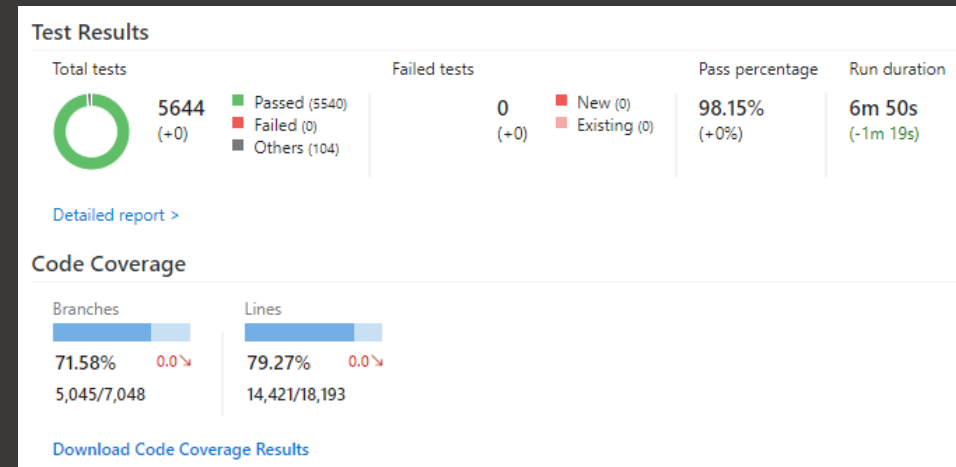 Test Results
Total tests
5644
(+0)
Passed (5540)
Failed (0)
Others (104)
Failed tests
0
(+0)
New (0)
Existing (0)
Pass percentage
98.15%
(+0%)
Run duration
6m 50s
(-1m 19s)
Detailed report >
Code Coverage
Branches
71.58% 0.0↘
5,045/7,048
Lines
79.27% 0.0↘
14,421/18,193
Download Code Coverage Results